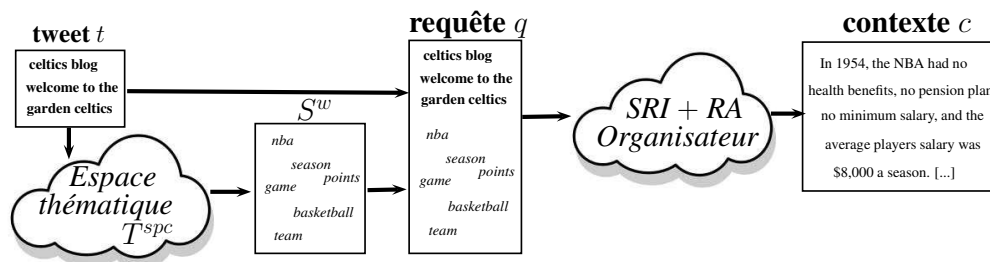 tweet t
celtics blog
welcome to the
garden celtics
Espace
thématique
T^spc
S^w
nba
season
points
game
basketball
team
requête q
celtics blog
welcome to the
garden celtics
nba
season
points
game
basketball
team
SRI + RA
Organisateur
contexte c
In 1954, the NBA had no
health benefits, no pension plan
no minimum salary, and the
average players salary was
$8,000 a season. [...]